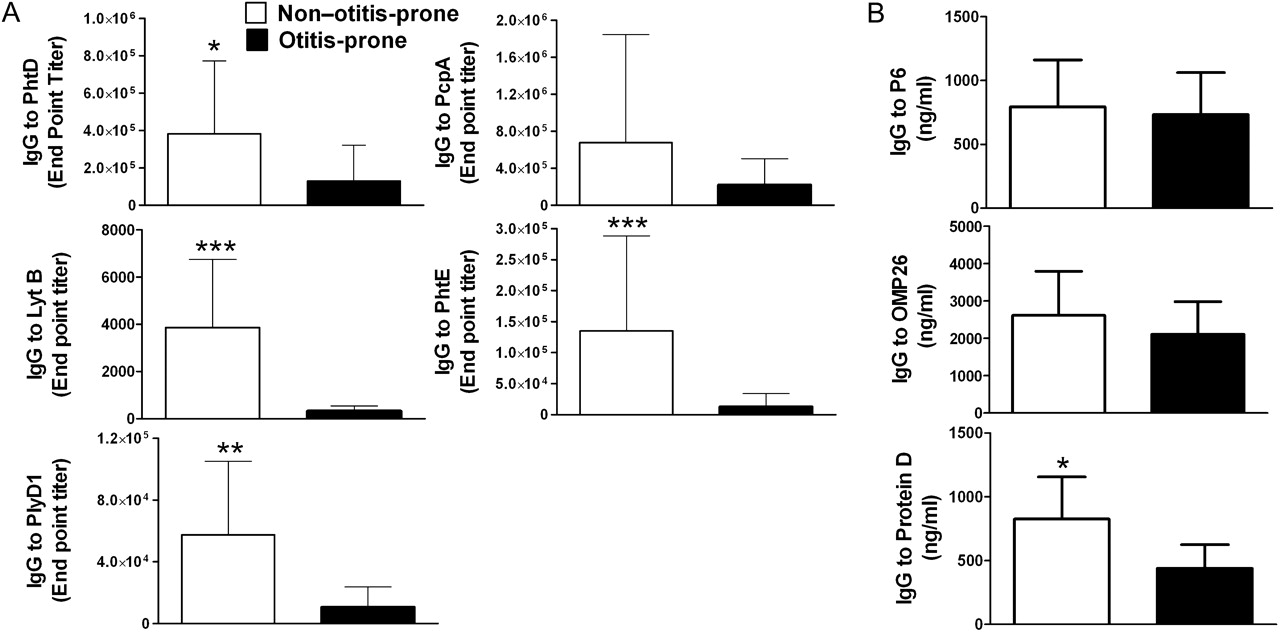 A
Non–otitis-prone
Otitis-prone
IgG to PhtD
(End Point Titer)
1.0×10⁶
8.0×10⁵
6.0×10⁵
4.0×10⁵
2.0×10⁵
0
*
IgG to PcpA
(End point titer)
2.0×10⁶
1.6×10⁶
1.2×10⁶
8.0×10⁵
4.0×10⁵
0
IgG to Lyt B
(End point titer)
8000
6000
4000
2000
0
***
IgG to PhtE
(End point titer)
3.0×10⁵
2.5×10⁵
2.0×10⁵
1.5×10⁵
1.0×10⁵
5.0×10⁴
0
***
IgG to PlyD1
(End point titer)
1.2×10⁵
8.0×10⁴
4.0×10⁴
0
**
B
IgG to P6
(ng/ml)
1500
1000
500
0
IgG to OMP26
(ng/ml)
5000
4000
3000
2000
1000
0
IgG to Protein D
(ng/ml)
1500
1000
500
0
*